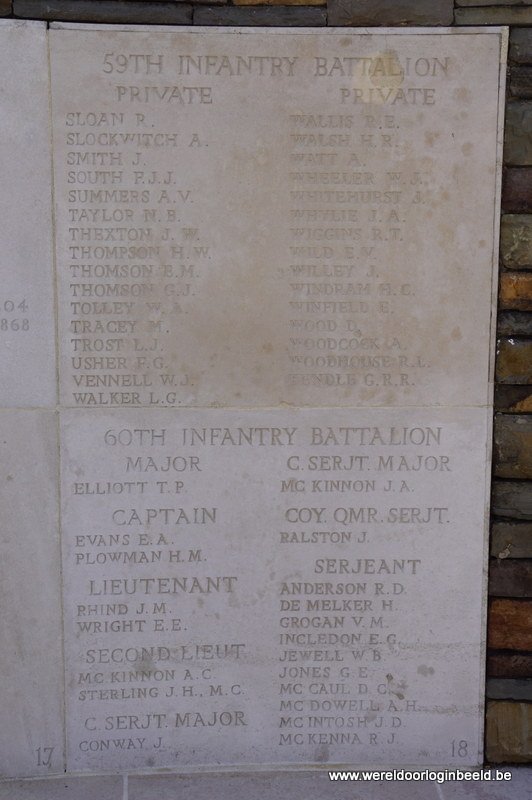 59TH INFANTRY BATTALION
PRIVATE
SLOAN R.
SLOCKWITCH A.
SMITH J.
SOUTH F.J.J.
SUMMERS A.V.
TAYLOR N.B.
THEXTON J.W.
THOMPSON H.W.
THOMSON E.M.
THOMSON G.J.
TOLLEY W.A.
TRACEY M.
TROST L.J.
USHER F.G.
VENNELL W.J.
WALKER L.G.
PRIVATE
WALLIS R.E.
WALSH H.R.
WATT A.
WHEELER W.J.
WHITEHURST J.
WHYLIE J.A.
WIGGINS R.T.
WILD E.V.
WILLEY J.
WINDRAM H.C.
WINFIELD E.
WOOD D.
WOODCOCK A.
WOODHOUSE R.L.
G.R.R.
04
868
60TH INFANTRY BATTALION
MAJOR
ELLIOTT T.P.
CAPTAIN
EVANS E.A.
PLOWMAN H.M.
LIEUTENANT
RHIND J.M.
WRIGHT E.E.
SECOND LIEUT.
MC KINNON A.C.
STERLING J.H., M.C.
C. SERJT. MAJOR
CONWAY J.
C. SERJT. MAJOR
MC KINNON J.A.
COY. QMR. SERJT.
RALSTON J.
SERJEANT
ANDERSON R.D.
DE MELKER H.
GROGAN V.M.
INCLEDON E.G.
JEWELL W.B.
JONES G.E.
MC CAUL D.C.
MC DOWELL A.H.
MC INTOSH J.D.
MC KENNA R.J.
17
18
www.wereldoorloginbeeld.be